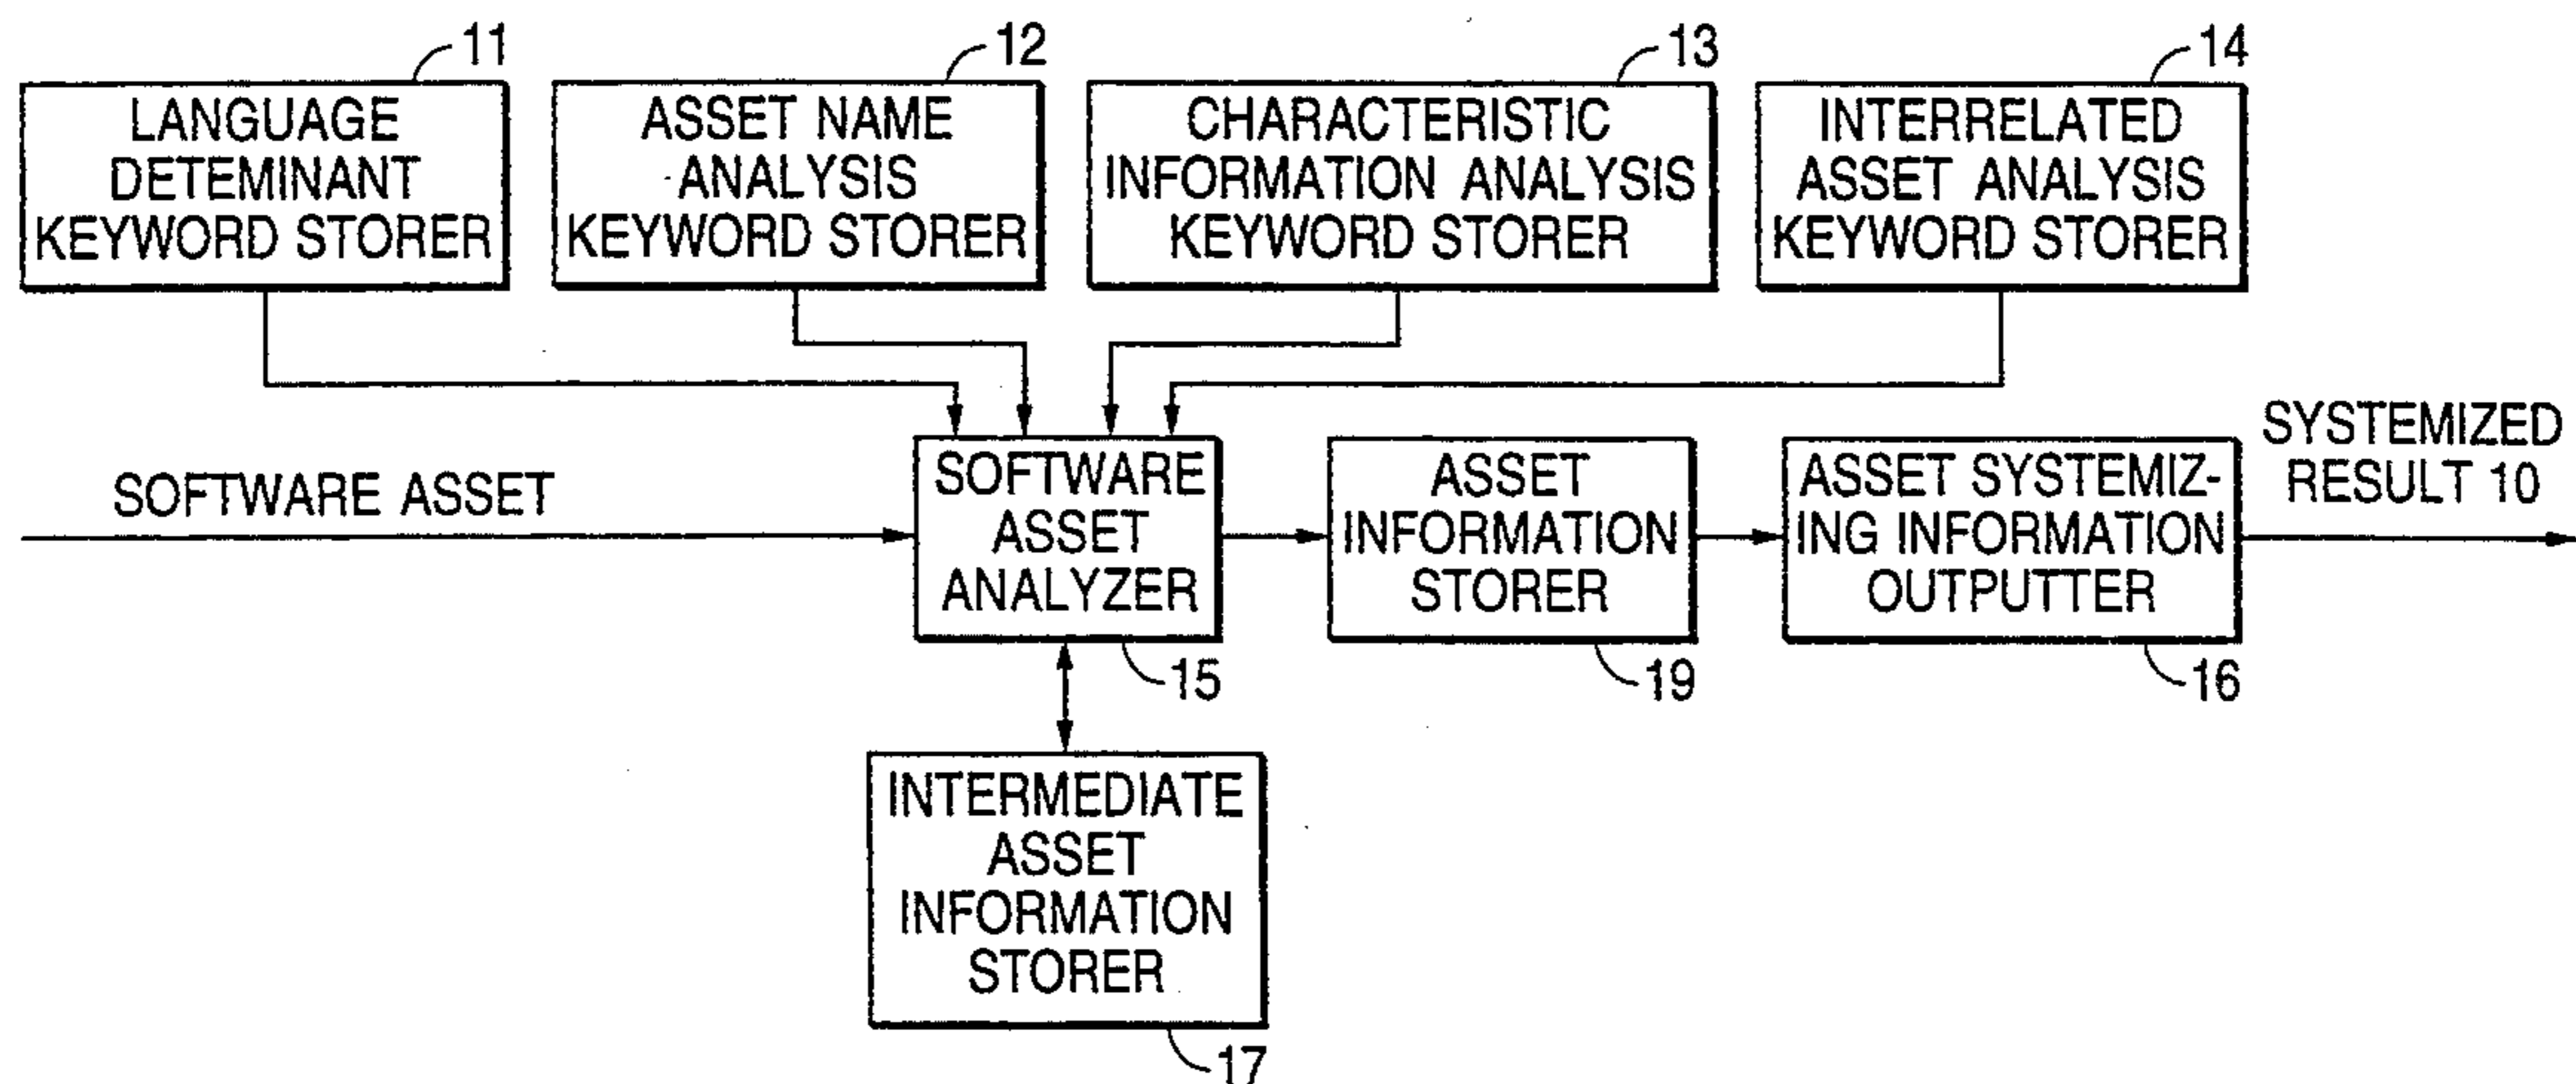 11
12
13
14
LANGUAGE
DETEMINANT
KEYWORD STORER
ASSET NAME
ANALYSIS
KEYWORD STORER
CHARACTERISTIC
INFORMATION ANALYSIS
KEYWORD STORER
INTERRELATED
ASSET ANALYSIS
KEYWORD STORER
SOFTWARE ASSET
SOFTWARE
ASSET
ANALYZER
ASSET
INFORMATION
STORER
ASSET SYSTEMIZ-
ING INFORMATION
OUTPUTTER
SYSTEMIZED
RESULT 10
15
19
16
INTERMEDIATE
ASSET
INFORMATION
STORER
17